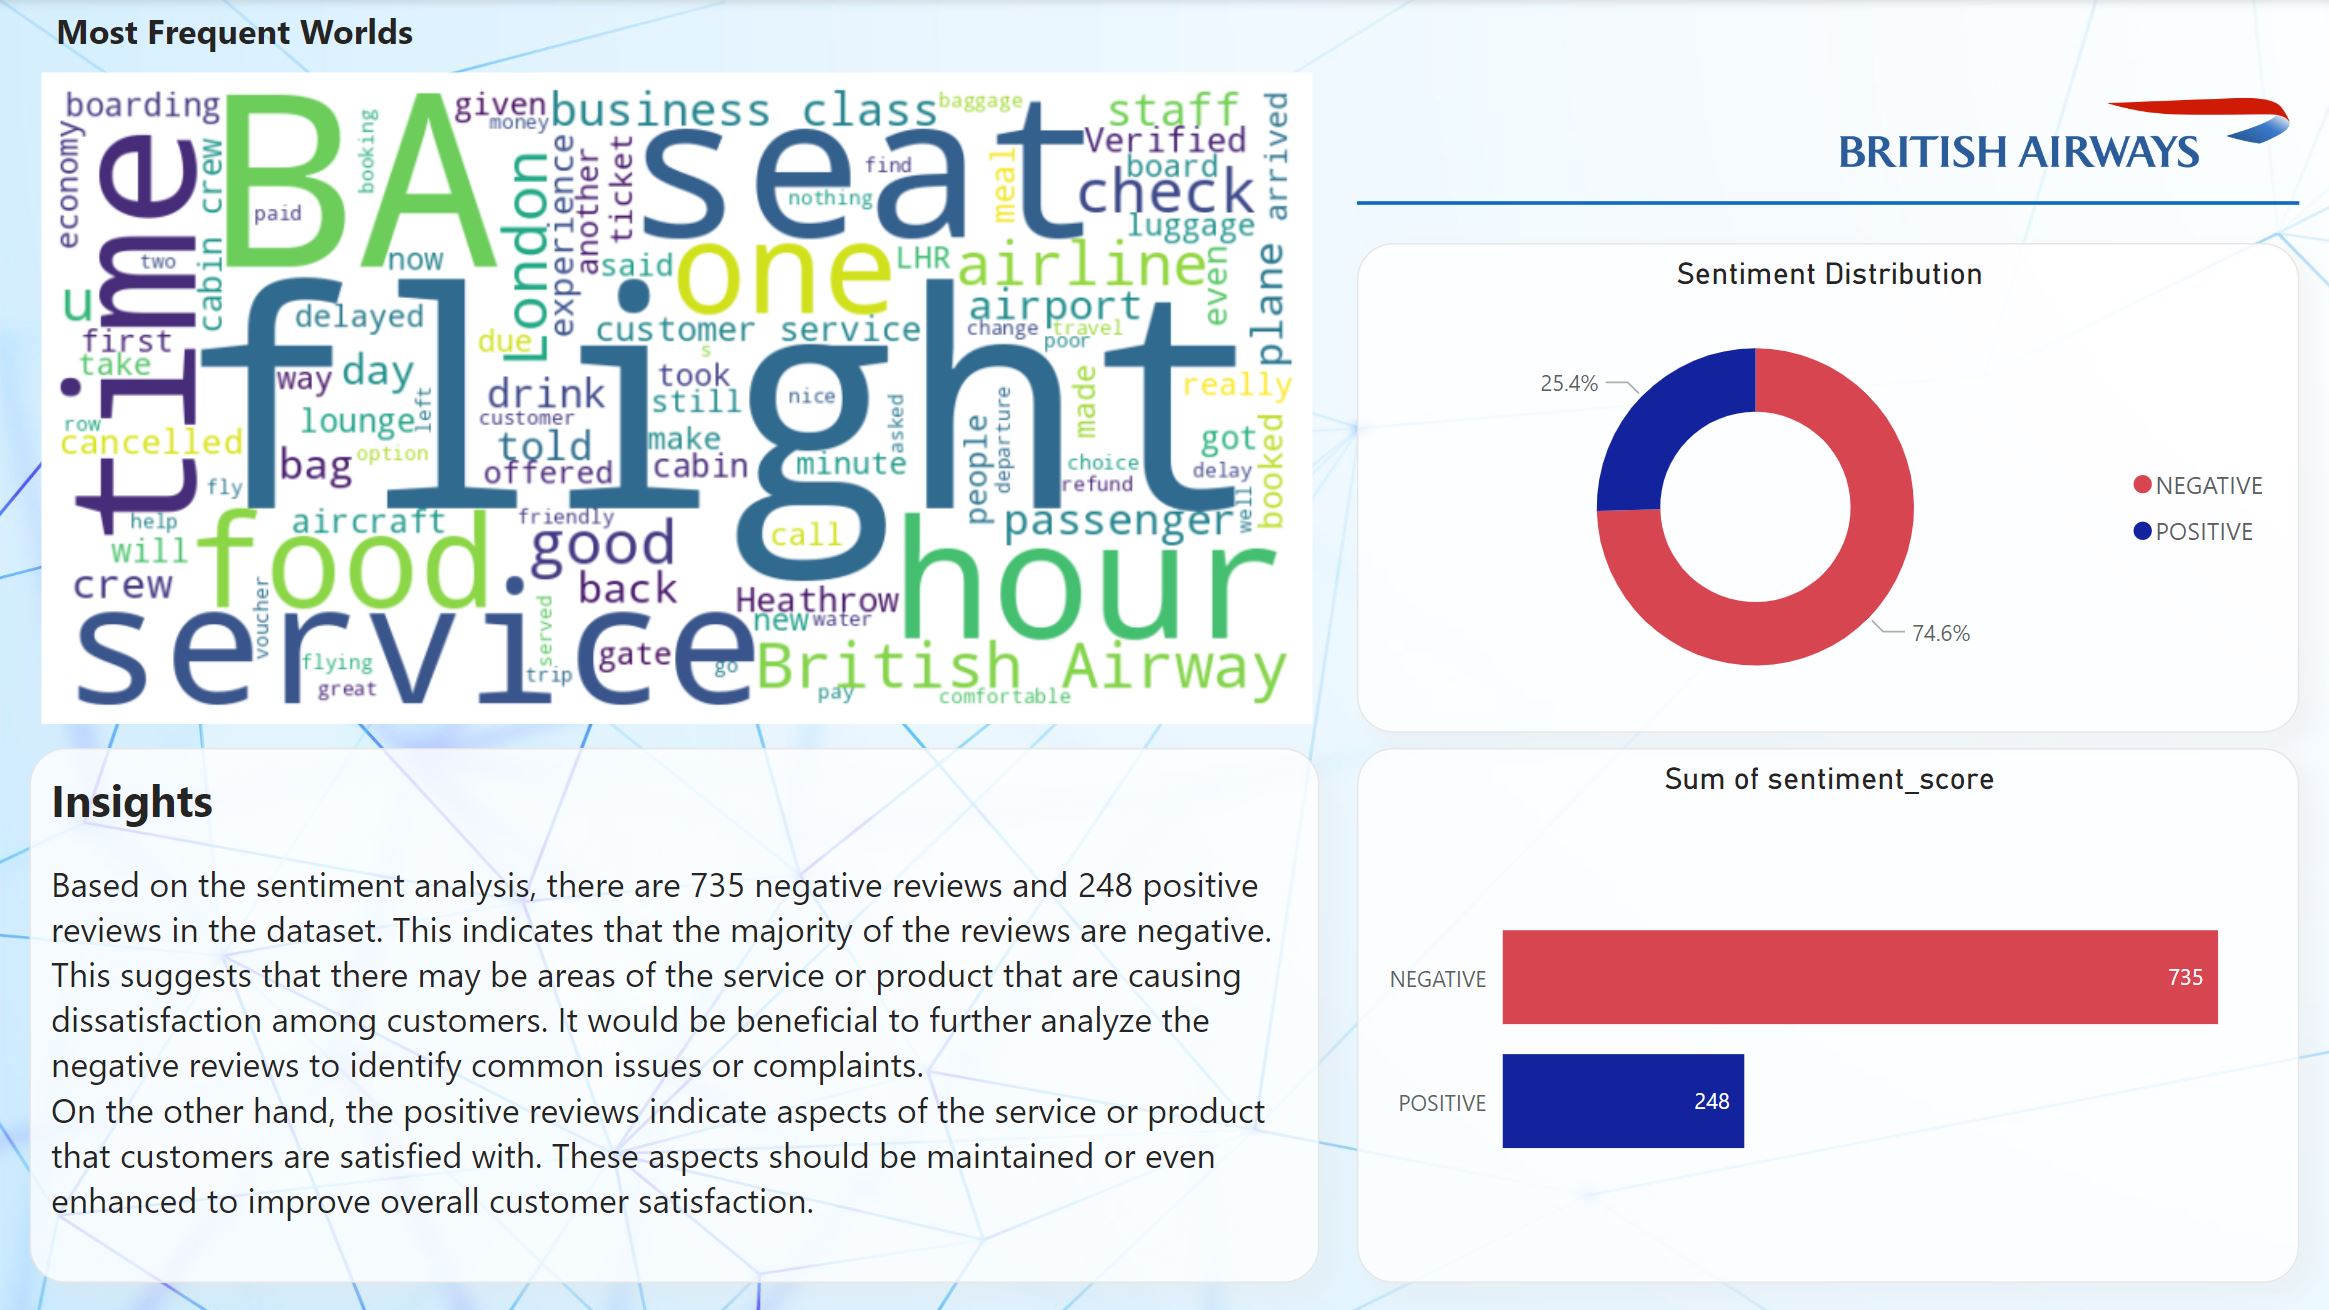 Most Frequent Worlds
boarding
BA
given
money
business class
baggage
staff
economy
time
cabin crew
booking
paid
London
experience
another
ticket
seat
find
nothing
meal
Verified
board
check
luggage
arrived
two
now
said
one
LHR
airline
even
plane
u
first
take
delayed
due
customer service
s
airport
change
travel
poor
flight
way
day
left
drink
took
still
nice
asked
people
departure
made
really
row
cancelled
lounge
customer
told
make
got
booked
bag
option
offered
cabin
minute
choice
refund
delay
well
fly
help
aircraft
friendly
call
passenger
will
food
good
hour
crew
voucher
back
Heathrow
new
water
service
served
flying
great
trip
gate
go
British Airway
pay
comfortable
BRITISH AIRWAYS
Sentiment Distribution
25.4%
74.6%
NEGATIVE
POSITIVE
Insights
Based on the sentiment analysis, there are 735 negative reviews and 248 positive
reviews in the dataset. This indicates that the majority of the reviews are negative.
This suggests that there may be areas of the service or product that are causing
dissatisfaction among customers. It would be beneficial to further analyze the
negative reviews to identify common issues or complaints.
On the other hand, the positive reviews indicate aspects of the service or product
that customers are satisfied with. These aspects should be maintained or even
enhanced to improve overall customer satisfaction.
Sum of sentiment_score
NEGATIVE
735
POSITIVE
248